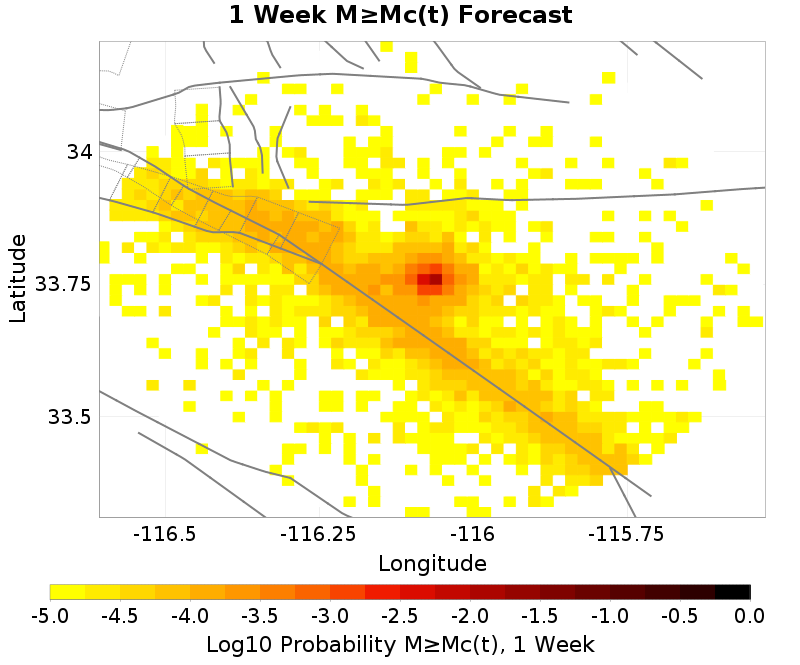 1 Week M≥Mc(t) Forecast
34
33.75
33.5
Latitude
-116.5 -116.25 -116 -115.75
Longitude
-5.0 -4.5 -4.0 -3.5 -3.0 -2.5 -2.0 -1.5 -1.0 -0.5 0.0
Log10 Probability M≥Mc(t), 1 Week